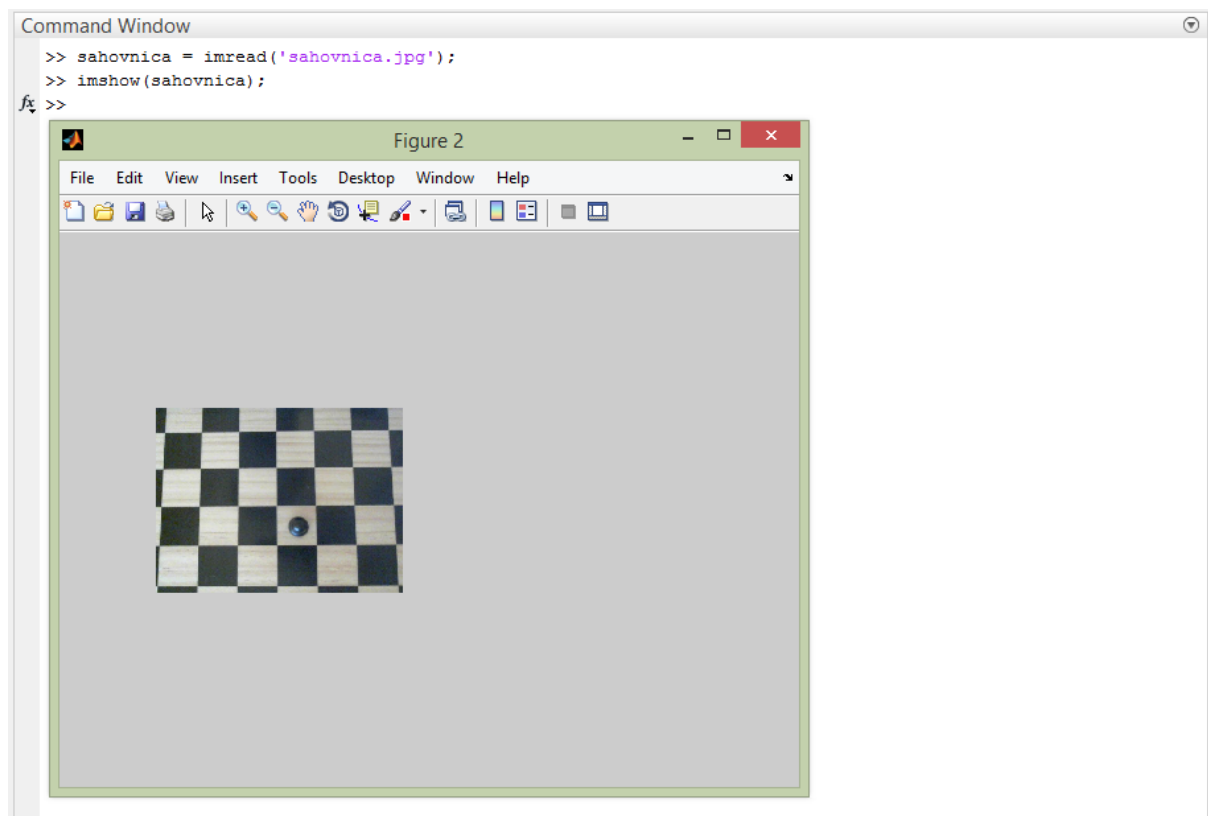 Command Window
>> sahovnica = imread('sahovnica.jpg');
>> imshow(sahovnica);
fx >>
Figure 2
File Edit View Insert Tools Desktop Window Help